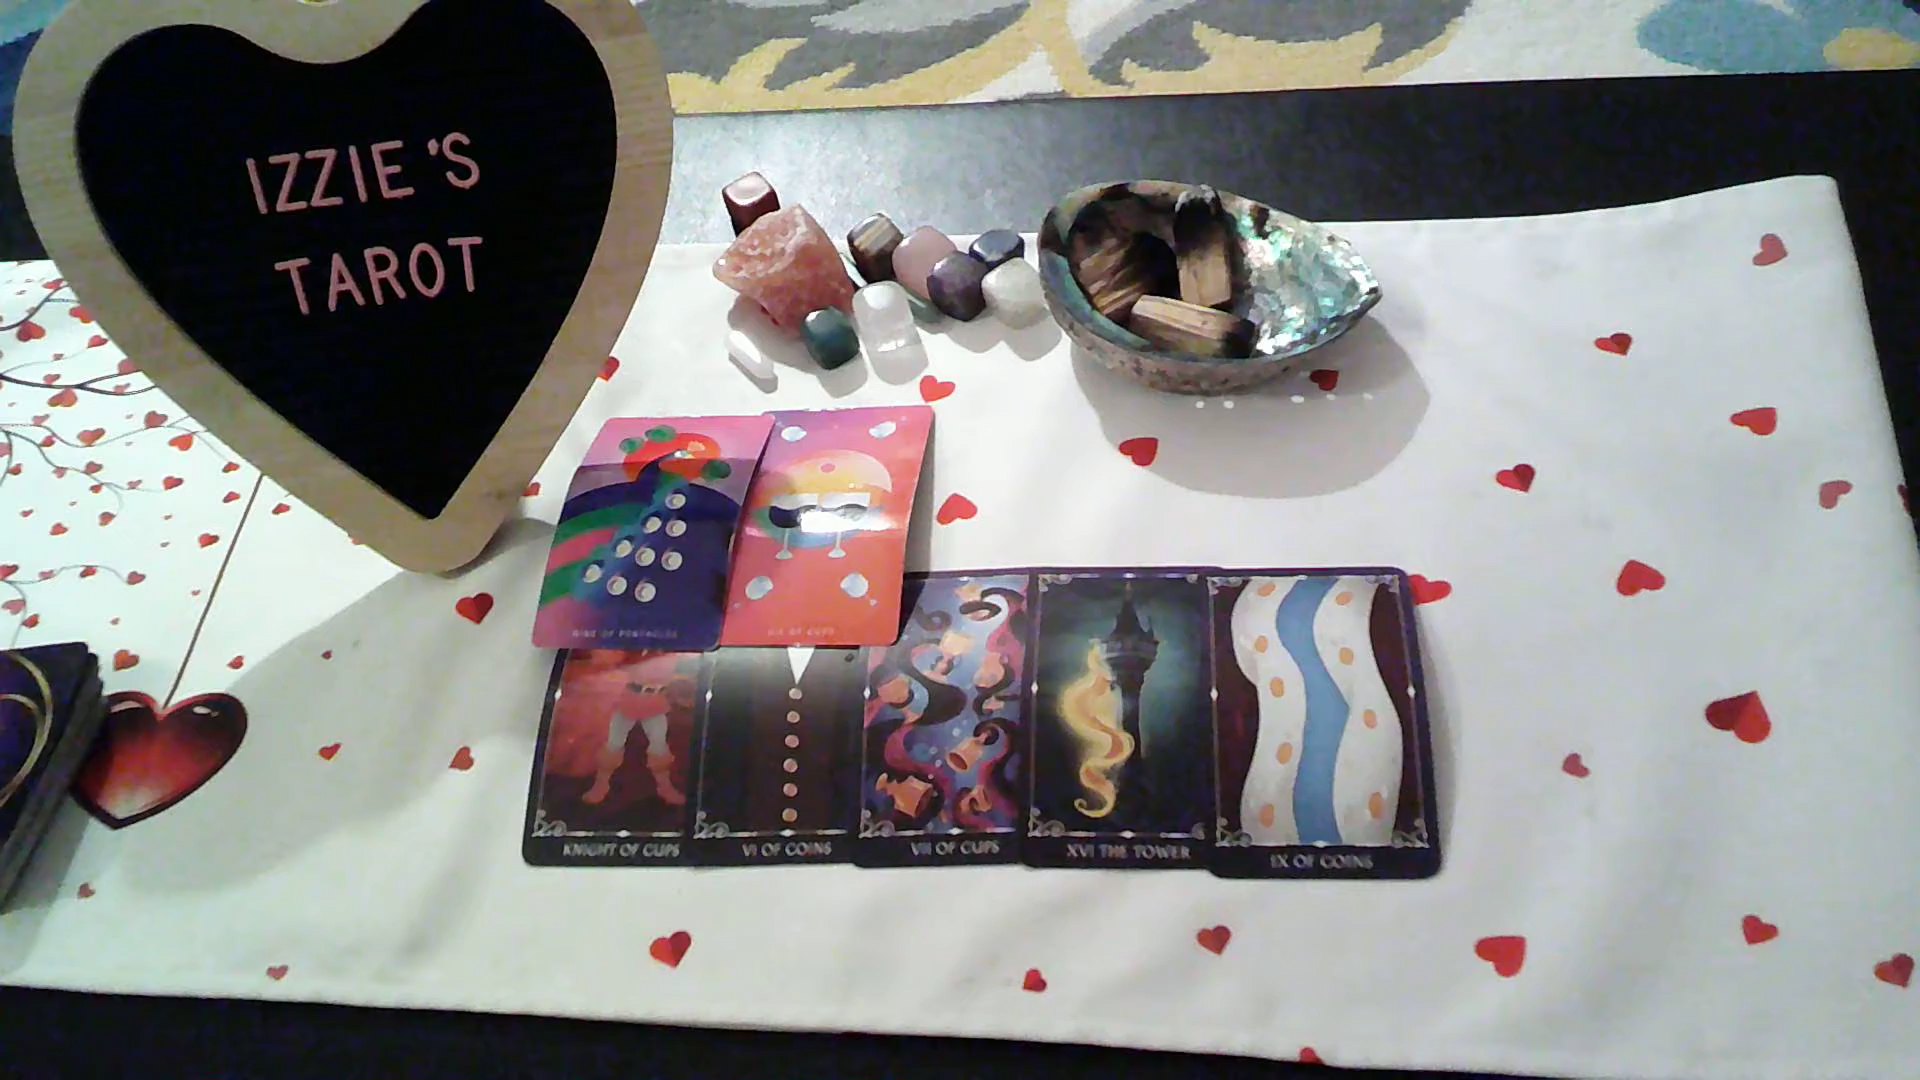 IZZIE'S
TAROT
NINE OF PENTACLES
SIX OF CUPS
KNIGHT OF CUPS
VI OF COINS
VII OF CUPS
XVI THE TOWER
IX OF COINS